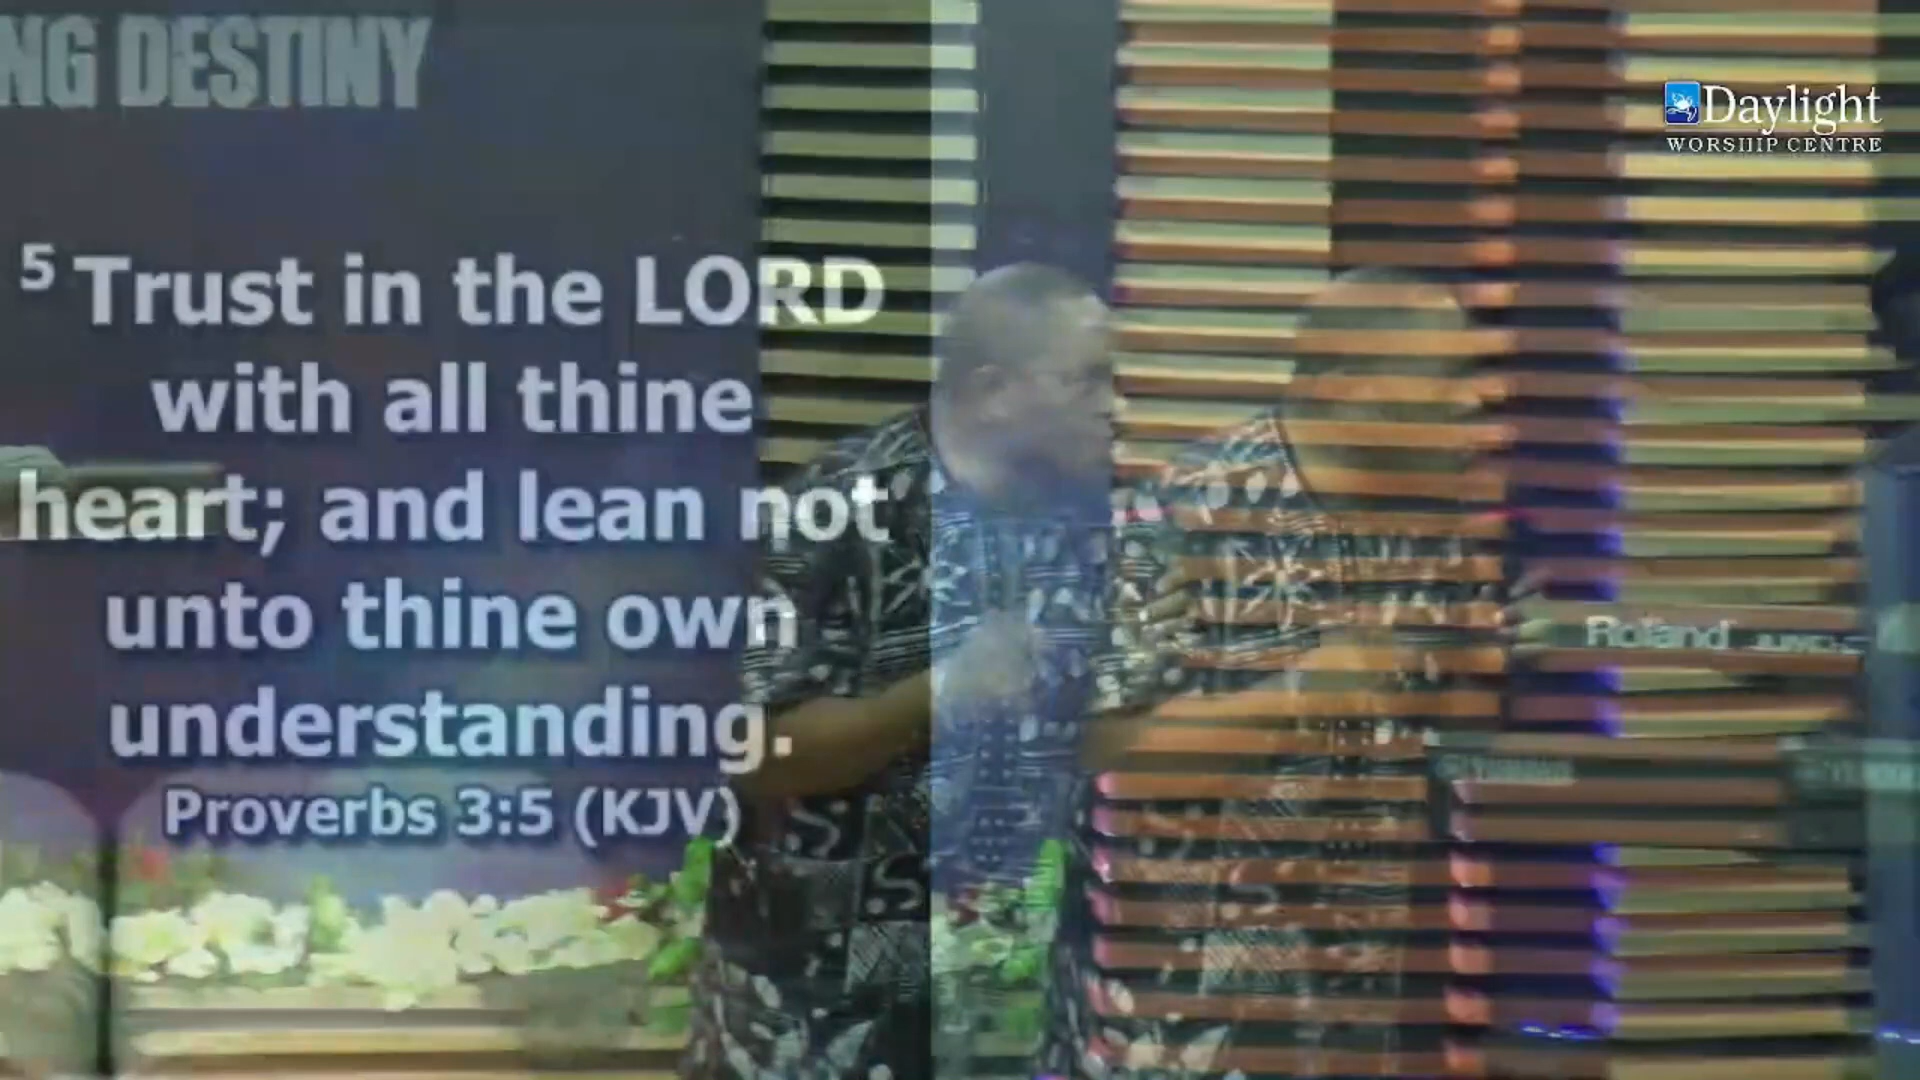 NG DESTINY
Daylight
WORSHIP CENTRE
5 Trust in the LORD
with all thine
heart; and lean not
unto thine own
understanding.
Proverbs 3:5 (KJV)
Roland